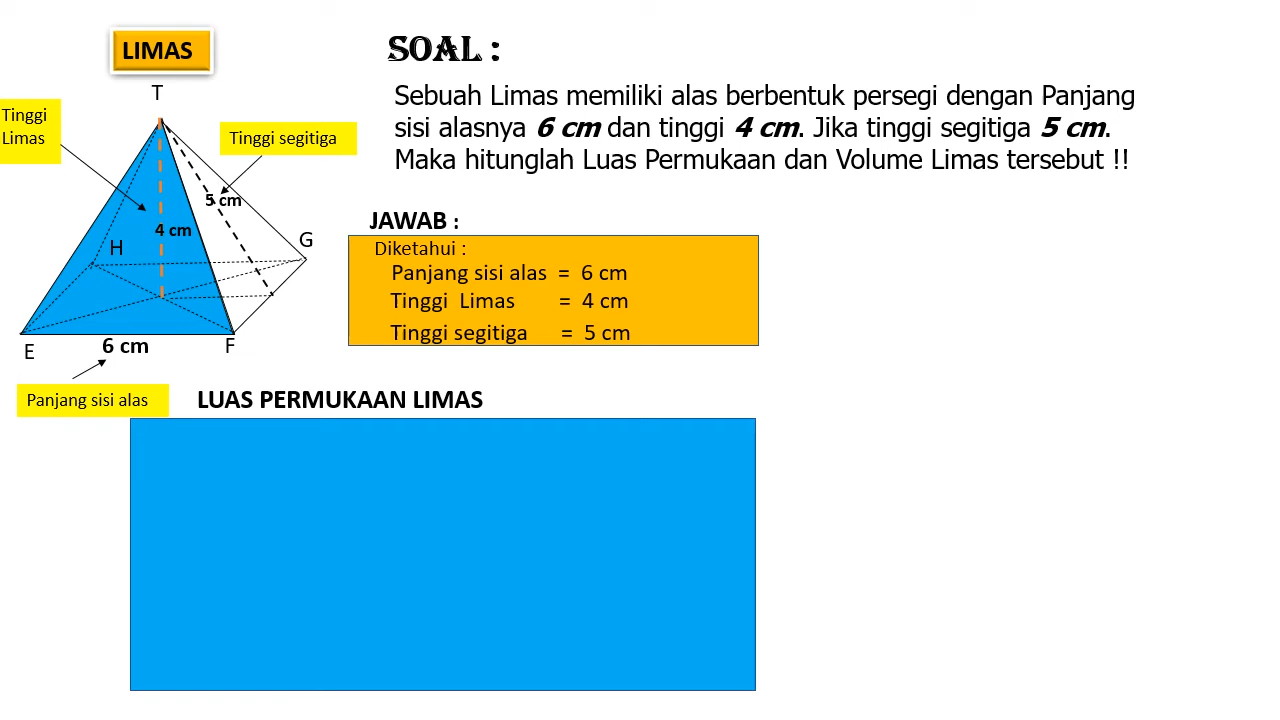 LIMAS
SOAL :
T
Sebuah Limas memiliki alas berbentuk persegi dengan Panjang
sisi alasnya 6 cm dan tinggi 4 cm. Jika tinggi segitiga 5 cm.
Maka hitunglah Luas Permukaan dan Volume Limas tersebut !!
Tinggi
Limas
Tinggi segitiga
5 cm
4 cm
H
G
E
6 cm
F
Panjang sisi alas
JAWAB :
Diketahui :
Panjang sisi alas = 6 cm
Tinggi Limas = 4 cm
Tinggi segitiga = 5 cm
LUAS PERMUKAAN LIMAS